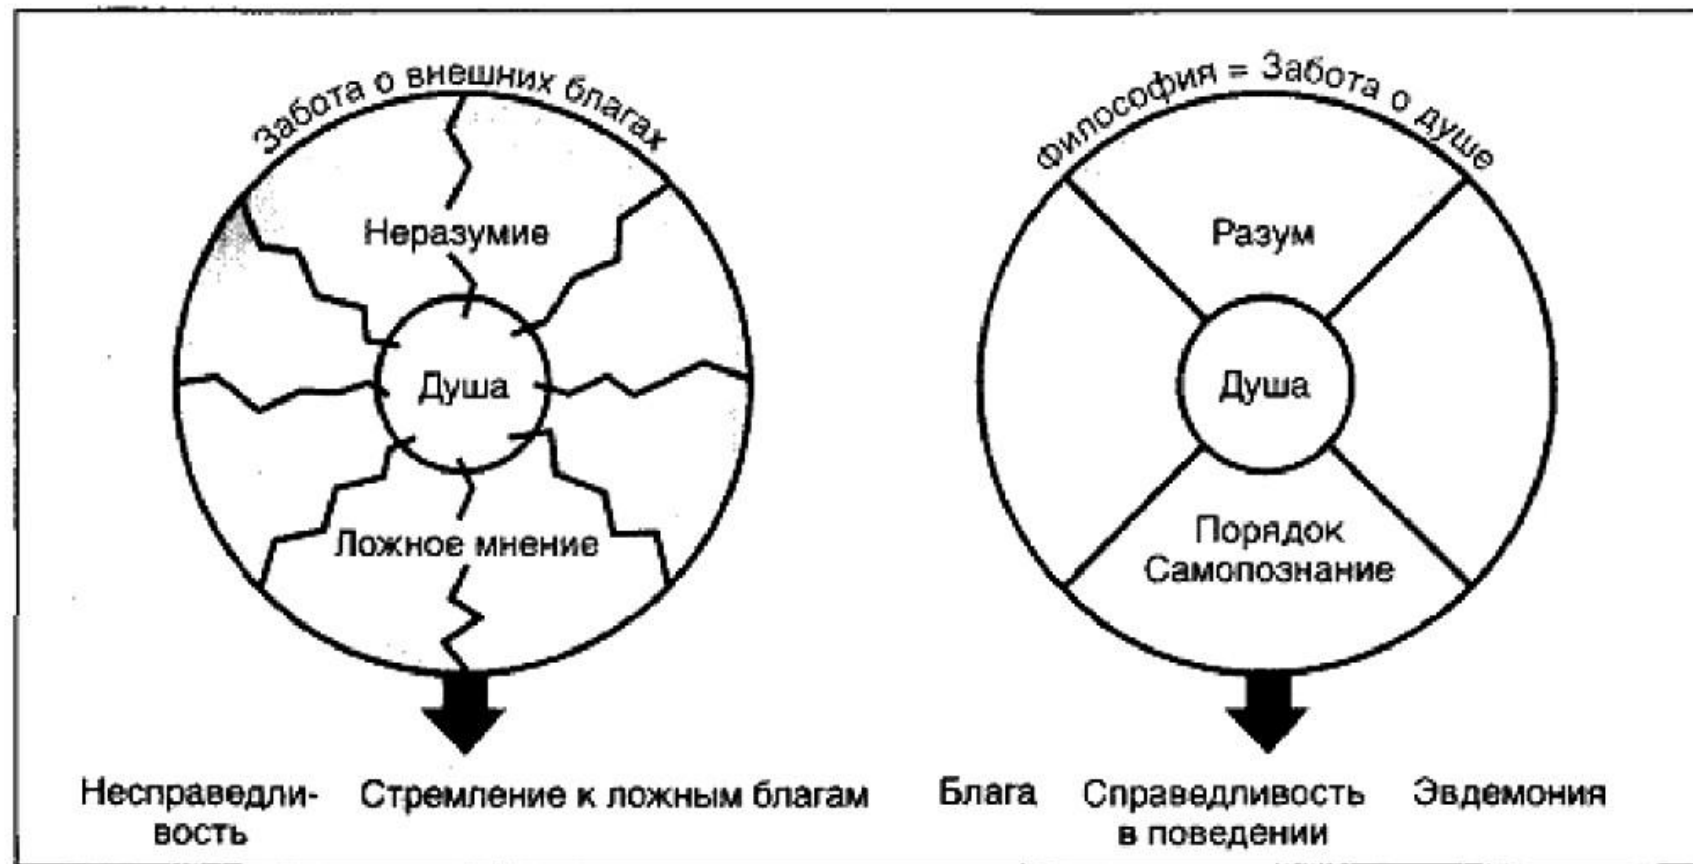 Забота о внешних благах
Неразумие
Душа
Ложное мнение
Несправедли-
вость
Стремление к ложным благам
Философия = Забота о душе
Разум
Душа
Порядок
Самопознание
Блага
Справедливость
в поведении
Эвдемония